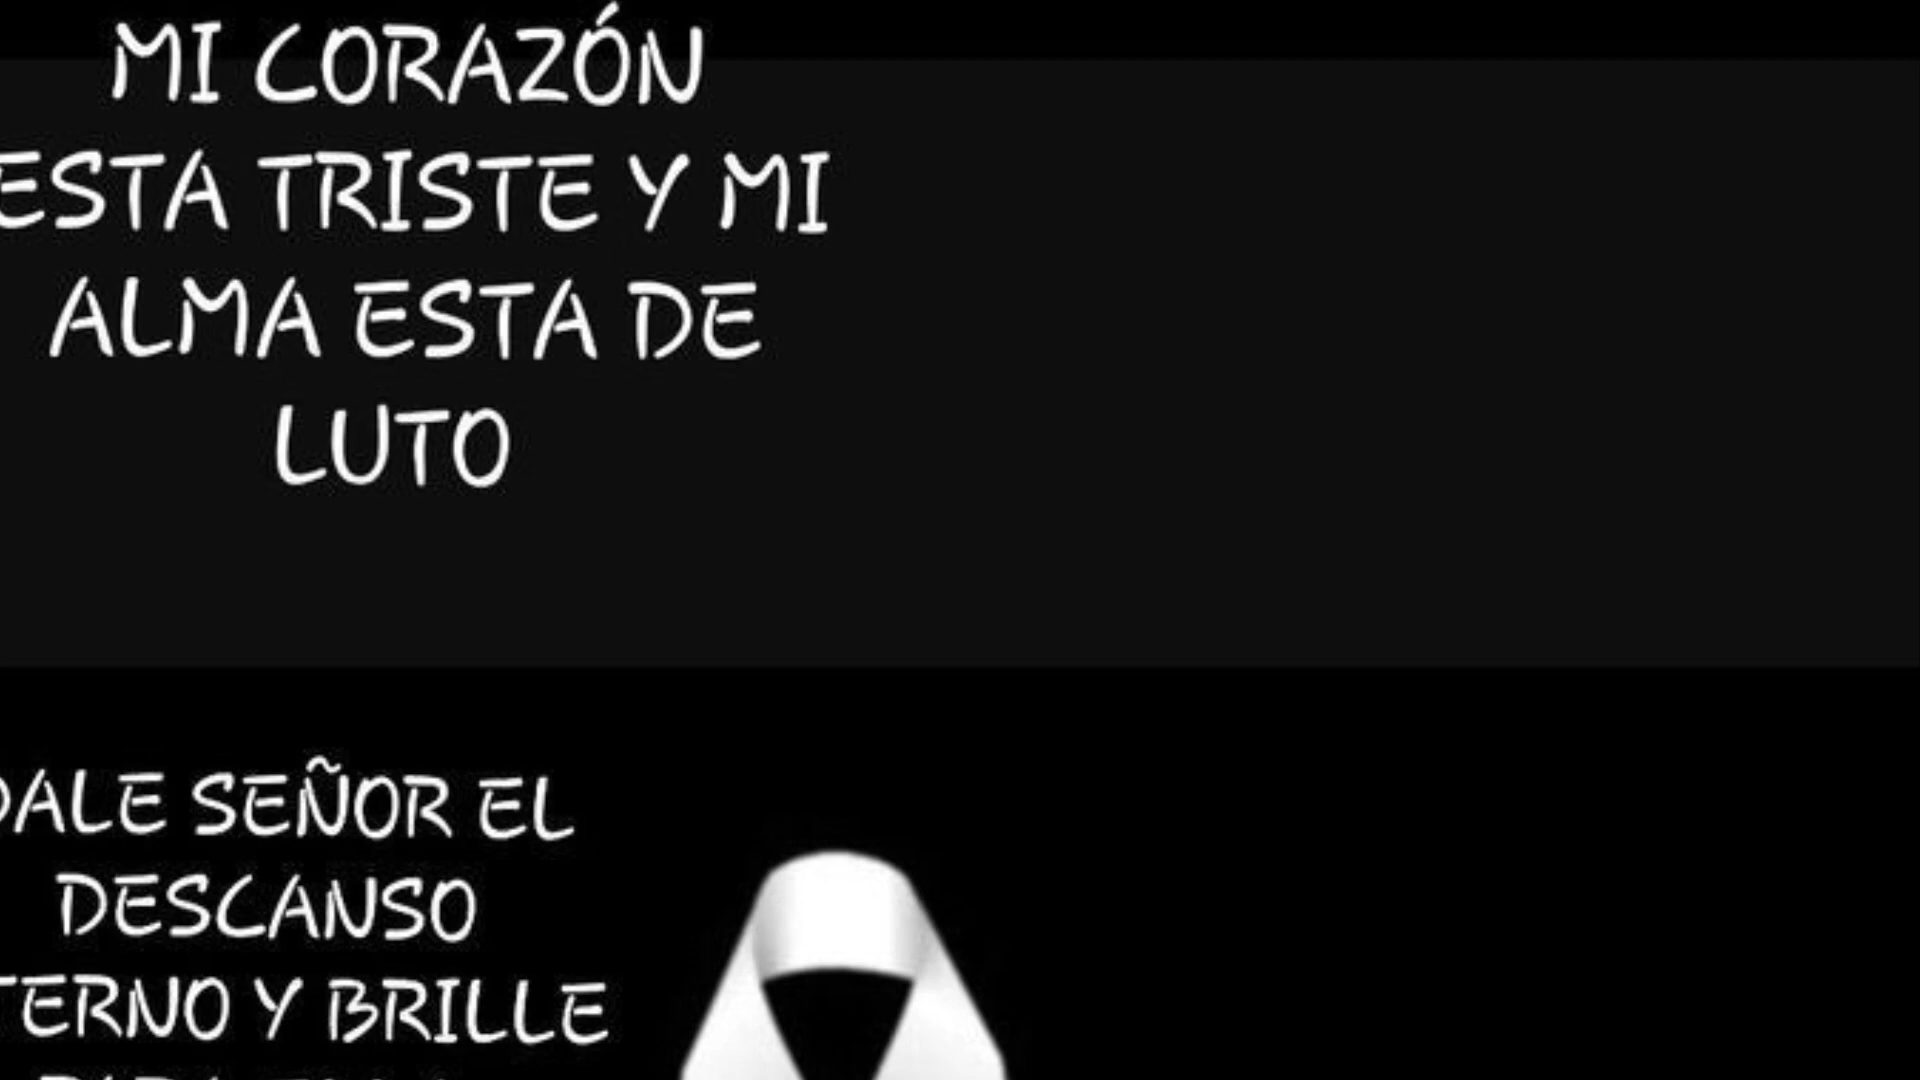 MI CORAZÓN
ESTA TRISTE Y MI
ALMA ESTA DE
LUTO
DALE SEÑOR EL
DESCANSO
TERNO Y BRILLE